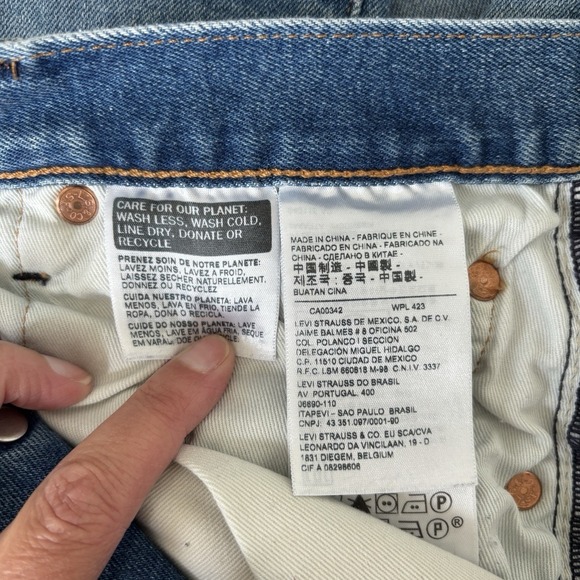 CARE FOR OUR PLANET:
WASH LESS, WASH COLD,
LINE DRY, DONATE OR
RECYCLE
PRENEZ SOIN DE NOTRE PLANETE:
LAVEZ MOINS, LAVEZ A FROID,
LAISSEZ SECHER NATURELLEMENT.
DONNEZ OU RECYCLEZ
CUIDA NUESTRO PLANETA: LAVA
MENOS, LAVA EN FRIO, TIENDE LA
ROPA, DONA O RECICLA.
CUIDE DO NOSSO PLANETA: LAVE
MENOS, LAVE EM ÁGUA FRIA, SEQUE
EM VARAL, DOE OU
MADE IN CHINA - FABRIQUE EN CHINE -
FABRICADO EN CHINA - FABRICADO NA
CHINA - СДЕЛАНО В КИТАЕ -
中国制造 - 中國製 -
제조국 : 중국 - 中国製 -
BUATAN CINA
CA00342 WPL 423
LEVI STRAUSS DE MEXICO, S.A. DE C.V.
JAIME BALMES # 8 OFICINA 502
COL. POLANCO I SECCION
DELEGACIÓN MIGUEL HIDALGO
C.P. 11510 CIUDAD DE MÉXICO
R.F.C. LSM 660818 M-98 C.N.I.V. 3337
LEVI STRAUSS DO BRASIL
AV. PORTUGAL, 400
06690-110
ITAPEVI - SAO PAULO BRASIL
CNPJ: 43.351.097/0001-90
LEVI STRAUSS & CO. EU SCA/CVA
LEONARDO DA VINCILAAN, 19 - D
1831 DIEGEM, BELGIUM
CIF A 08298606
P
P
®